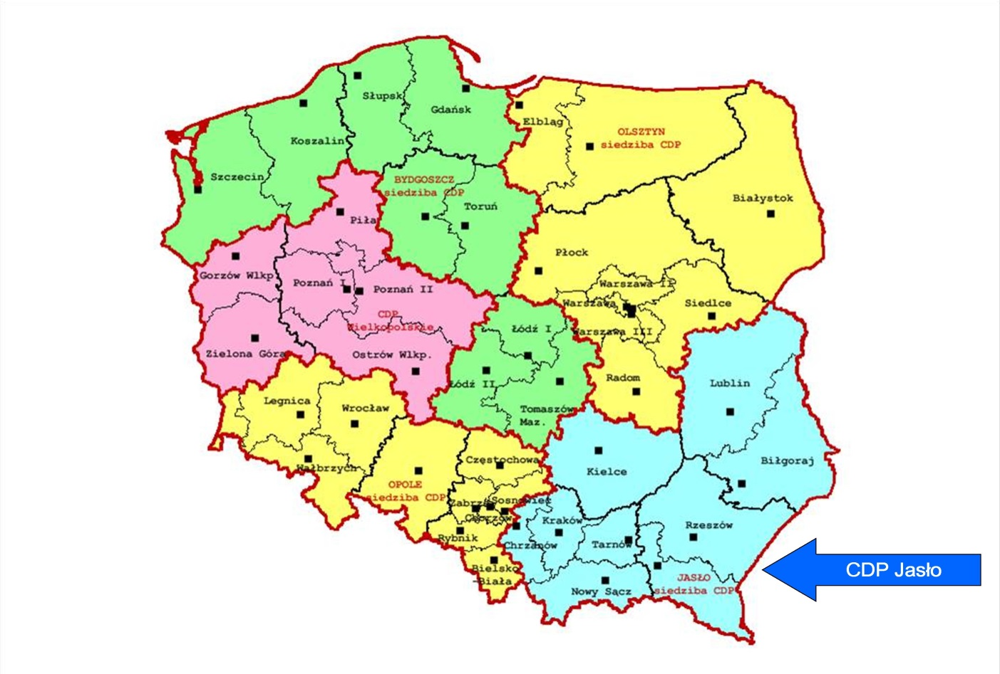 Słupsk
Gdańsk
Elbląg
OLSZTYN
siedziba CDP
Koszalin
Szczecin
BYDGOSZCZ
siedziba CDP
Toruń
Białystok
Piła
Płock
Gorzów Wlkp
Poznań I
Poznań II
Warszawa II
Warszawa I
Siedlce
CDP
Wielkopolskie
Łódź I
Warszawa III
Zielona Góra
Ostrów Wlkp.
Radom
Łódź II
Lublin
Legnica
Wrocław
Tomaszów
Maz.
Wałbrzych
Częstochowa
Kielce
Biłgoraj
OPOLE
siedziba CDP
Zabrze
Sosnowiec
Chorzów
Kraków
Rzeszów
Rybnik
Chrzanów
Tarnów
Bielsko
-Biała
Nowy Sącz
JASŁO
siedziba CDP
CDP Jasło